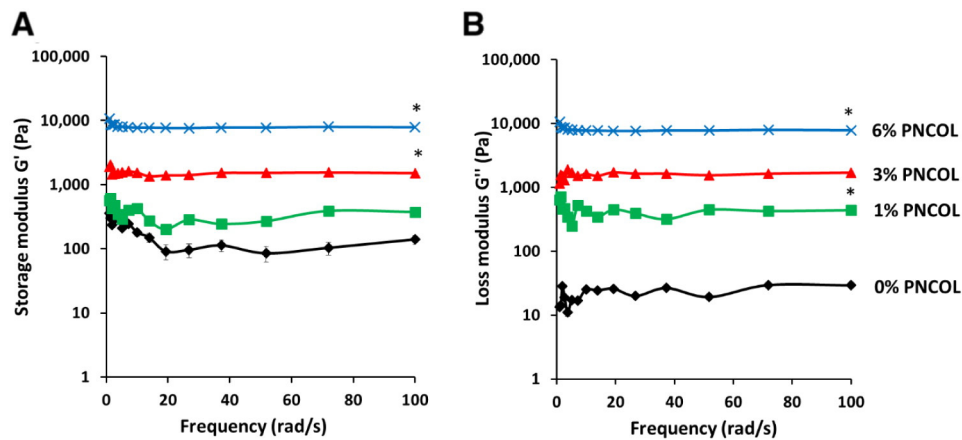 A
Storage modulus G' (Pa)
100,000
10,000
1,000
100
10
1
0
20
40
60
80
100
Frequency (rad/s)
*
*
B
Loss modulus G'' (Pa)
100,000
10,000
1,000
100
10
1
0
20
40
60
80
100
Frequency (rad/s)
*
*
6% PNCOL
3% PNCOL
1% PNCOL
0% PNCOL